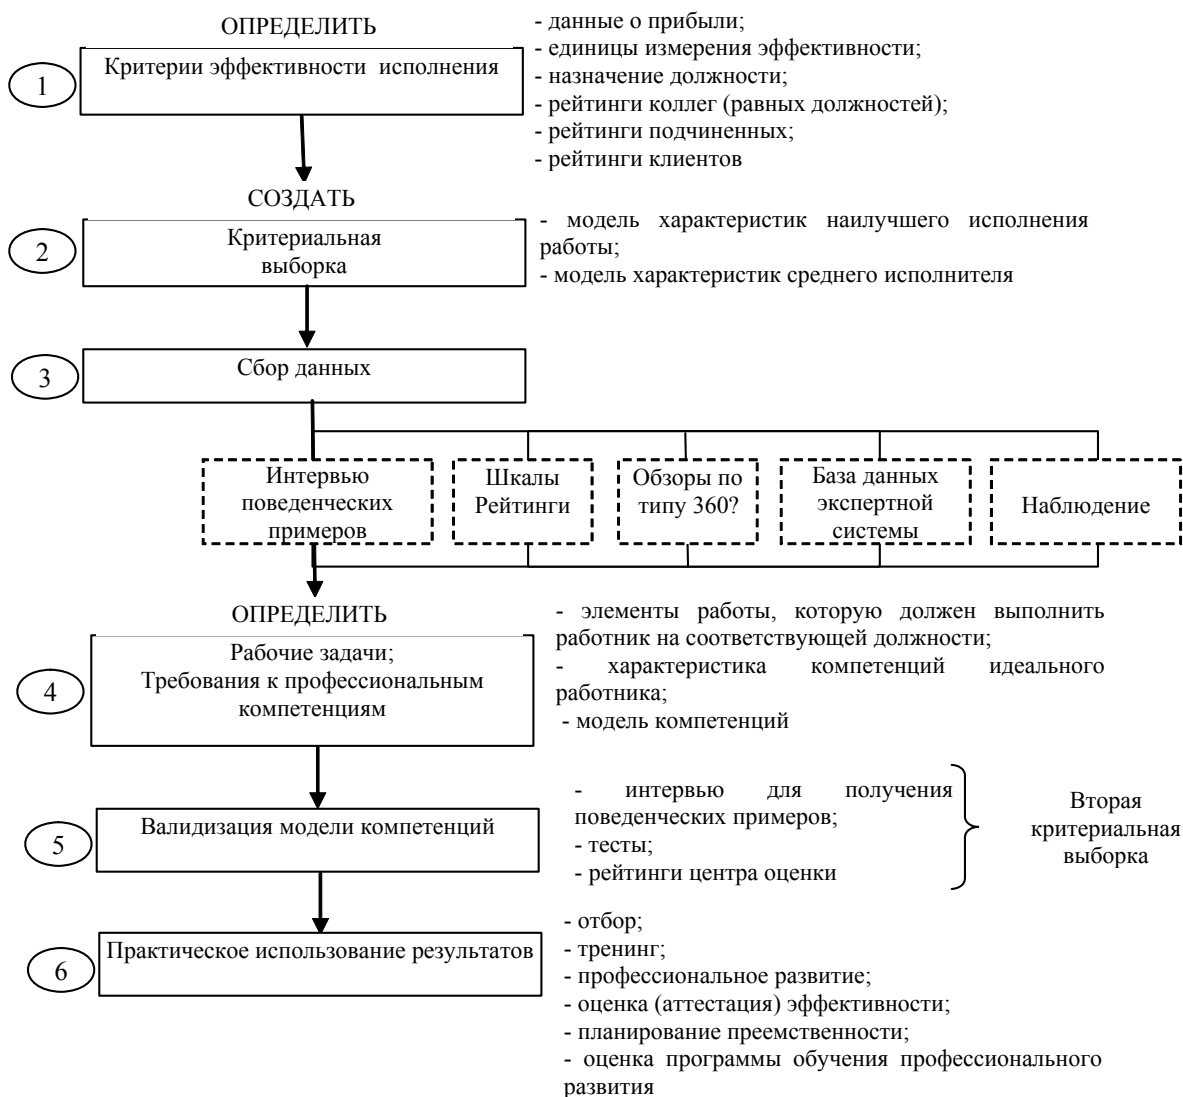 ОПРЕДЕЛИТЬ
1
Критерии эффективности исполнения
- данные о прибыли;
- единицы измерения эффективности;
- назначение должности;
- рейтинги коллег (равных должностей);
- рейтинги подчиненных;
- рейтинги клиентов
СОЗДАТЬ
2
Критериальная
выборка
- модель характеристик наилучшего исполнения
работы;
- модель характеристик среднего исполнителя
3
Сбор данных
Интервью
поведенческих
примеров
Шкалы
Рейтинги
Обзоры по
типу 360?
База данных
экспертной
системы
Наблюдение
ОПРЕДЕЛИТЬ
4
Рабочие задачи;
Требования к профессиональным
компетенциям
- элементы работы, которую должен выполнить
работник на соответствующей должности;
- характеристика компетенций идеального
работника;
- модель компетенций
5
Валидизация модели компетенций
- интервью для получения
поведенческих примеров;
- тесты;
- рейтинги центра оценки
Вторая
критериальная
выборка
6
Практическое использование результатов
- отбор;
- тренинг;
- профессиональное развитие;
- оценка (аттестация) эффективности;
- планирование преемственности;
- оценка программы обучения профессионального
развития